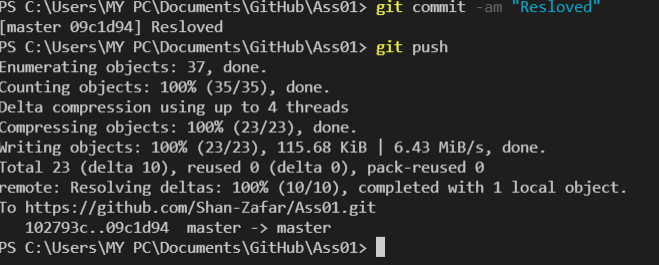 PS C:\Users\MY PC\Documents\GitHub\Ass01> git commit -am "Resloved"
[master 09c1d94] Resloved
PS C:\Users\MY PC\Documents\GitHub\Ass01> git push
Enumerating objects: 37, done.
Counting objects: 100% (35/35), done.
Delta compression using up to 4 threads
Compressing objects: 100% (23/23), done.
Writing objects: 100% (23/23), 115.68 KiB | 6.43 MiB/s, done.
Total 23 (delta 10), reused 0 (delta 0), pack-reused 0
remote: Resolving deltas: 100% (10/10), completed with 1 local object.
To https://github.com/Shan-Zafar/Ass01.git
   102793c..09c1d94  master -> master
PS C:\Users\MY PC\Documents\GitHub\Ass01>